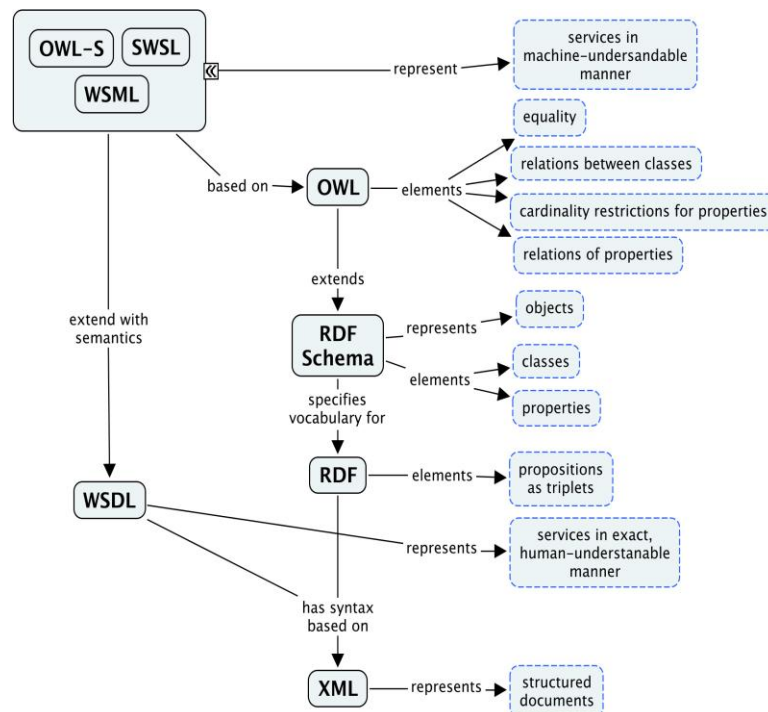 OWL-S
SWSL
WSML
«
represent
services in
machine-undersandable
manner
equality
based on
OWL
elements
relations between classes
cardinality restrictions for properties
relations of properties
extends
extend with
semantics
RDF
Schema
represents
objects
elements
classes
properties
specifies
vocabulary for
WSDL
RDF
elements
propositions
as triplets
represents
services in exact,
human-understanable
manner
has syntax
based on
XML
represents
structured
documents